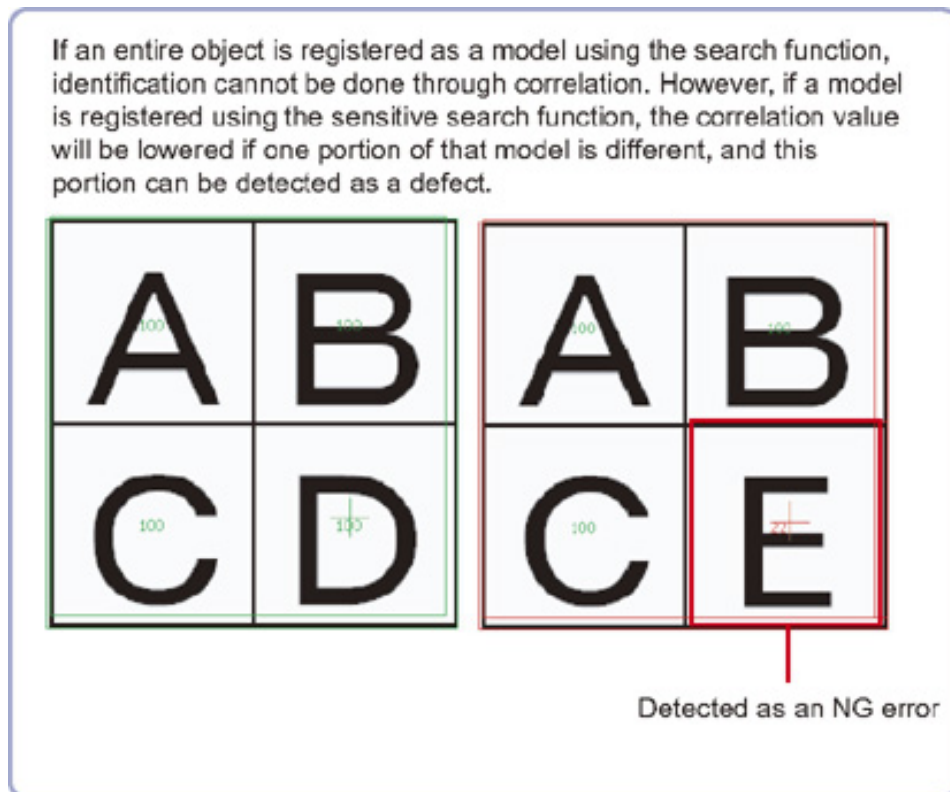 If an entire object is registered as a model using the search function,
identification cannot be done through correlation. However, if a model
is registered using the sensitive search function, the correlation value
will be lowered if one portion of that model is different, and this
portion can be detected as a defect.
A B A B
100 100 100 100
C D C E
100 100 100 22
Detected as an NG error